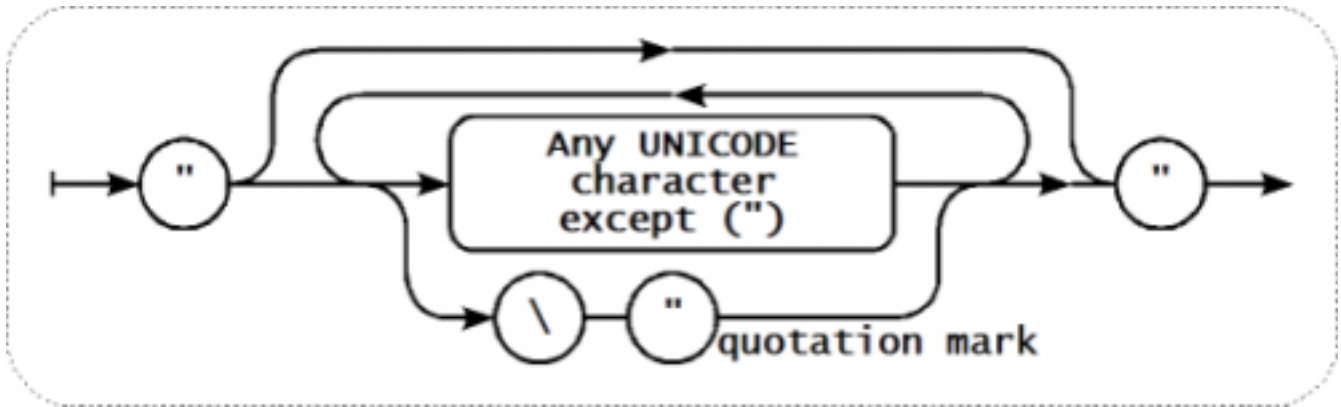 "
Any UNICODE
character
except (")
"
\
"
quotation mark